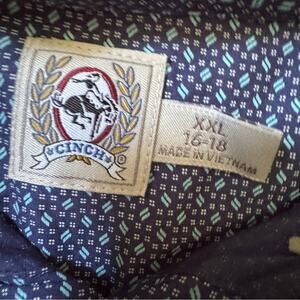 CINCH
®
XXL
16-18
MADE IN VIETNAM